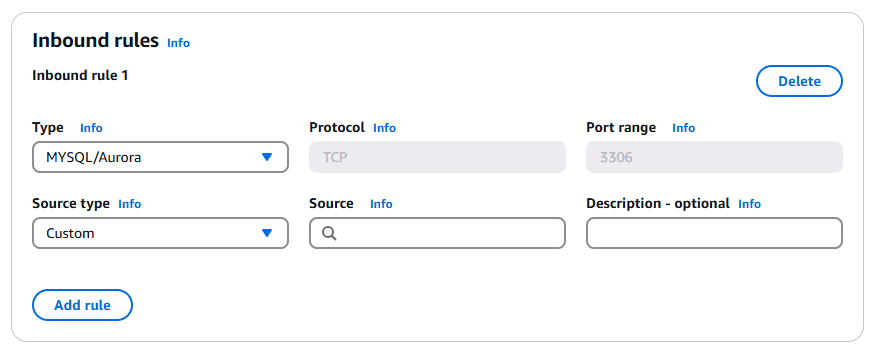 Inbound rules Info
Inbound rule 1
Delete
Type Info
Protocol Info
Port range Info
MYSQL/Aurora
TCP
3306
Source type Info
Source Info
Description - optional Info
Custom
Add rule